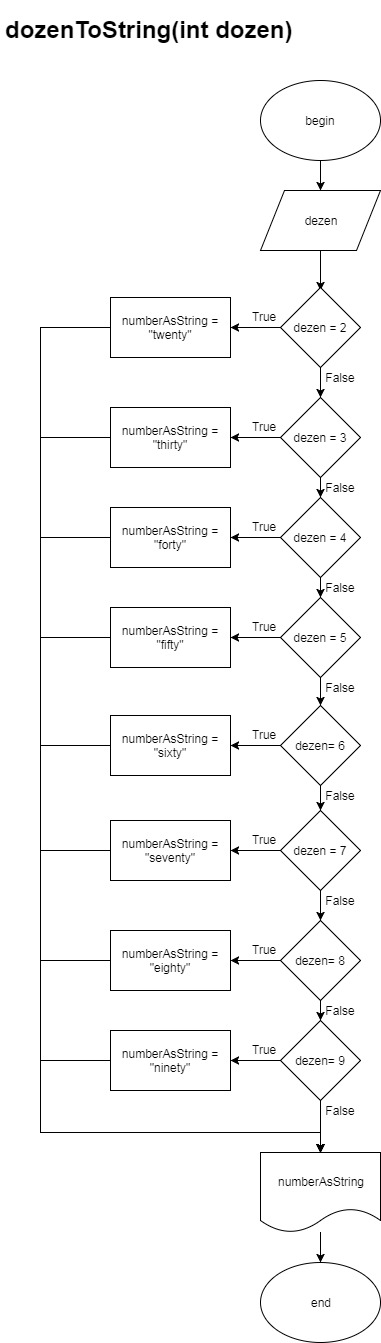 dozenToString(int dozen)
begin
dezen
numberAsString =
"twenty"
True
dezen = 2
False
numberAsString =
"thirty"
True
dezen = 3
False
numberAsString =
"forty"
True
dezen = 4
False
numberAsString =
"fifty"
True
dezen = 5
False
numberAsString =
"sixty"
True
dezen= 6
False
numberAsString =
"seventy"
True
dezen = 7
False
numberAsString =
"eighty"
True
dezen= 8
False
numberAsString =
"ninety"
True
dezen= 9
False
numberAsString
end